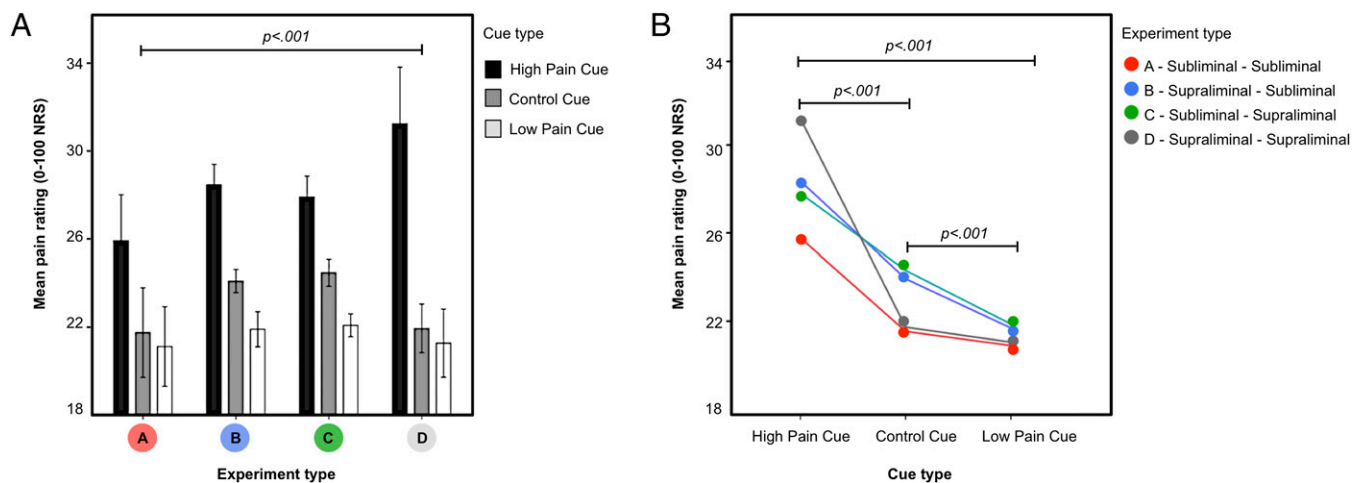 A
p<.001
Cue type
High Pain Cue
Control Cue
Low Pain Cue
Mean pain rating (0-100 NRS)
34
30
26
22
18
A B C D
Experiment type
B
p<.001
p<.001
p<.001
Experiment type
A - Subliminal - Subliminal
B - Supraliminal - Subliminal
C - Subliminal - Supraliminal
D - Supraliminal - Supraliminal
Mean pain rating (0-100 NRS)
34
30
26
22
18
High Pain Cue Control Cue Low Pain Cue
Cue type